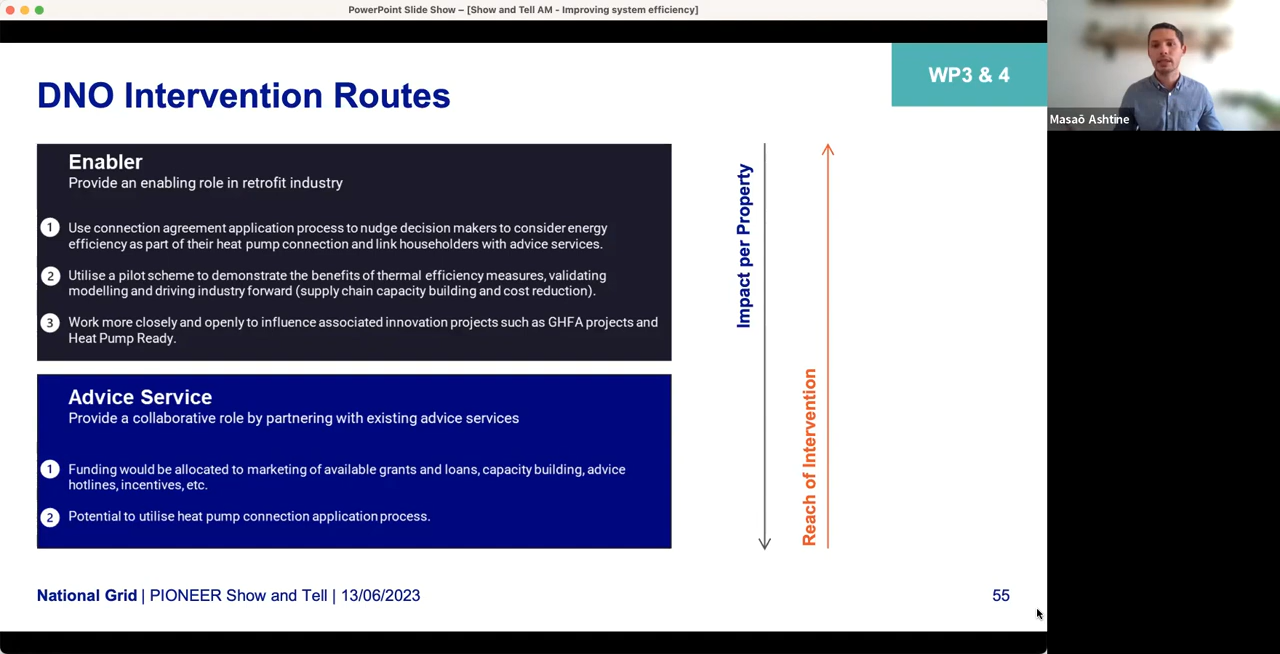 PowerPoint Slide Show – [Show and Tell AM - Improving system efficiency]
WP3 & 4
DNO Intervention Routes
Masaō Ashtine
Enabler
Provide an enabling role in retrofit industry
1 Use connection agreement application process to nudge decision makers to consider energy
efficiency as part of their heat pump connection and link householders with advice services.
2 Utilise a pilot scheme to demonstrate the benefits of thermal efficiency measures, validating
modelling and driving industry forward (supply chain capacity building and cost reduction).
3 Work more closely and openly to influence associated innovation projects such as GHFA projects and
Heat Pump Ready.
Advice Service
Provide a collaborative role by partnering with existing advice services
1 Funding would be allocated to marketing of available grants and loans, capacity building, advice
hotlines, incentives, etc.
2 Potential to utilise heat pump connection application process.
Impact per Property
Reach of Intervention
National Grid | PIONEER Show and Tell | 13/06/2023
55